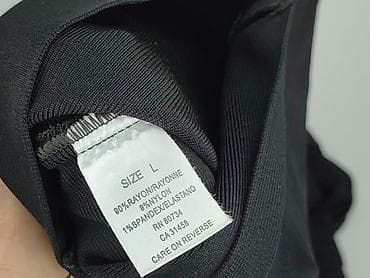 SIZE L
90%RAYON/RAYONNE
9%NYLON
1%SPANDEX/ELASTANO
RN 80734
CA 31458
CARE ON REVERSE